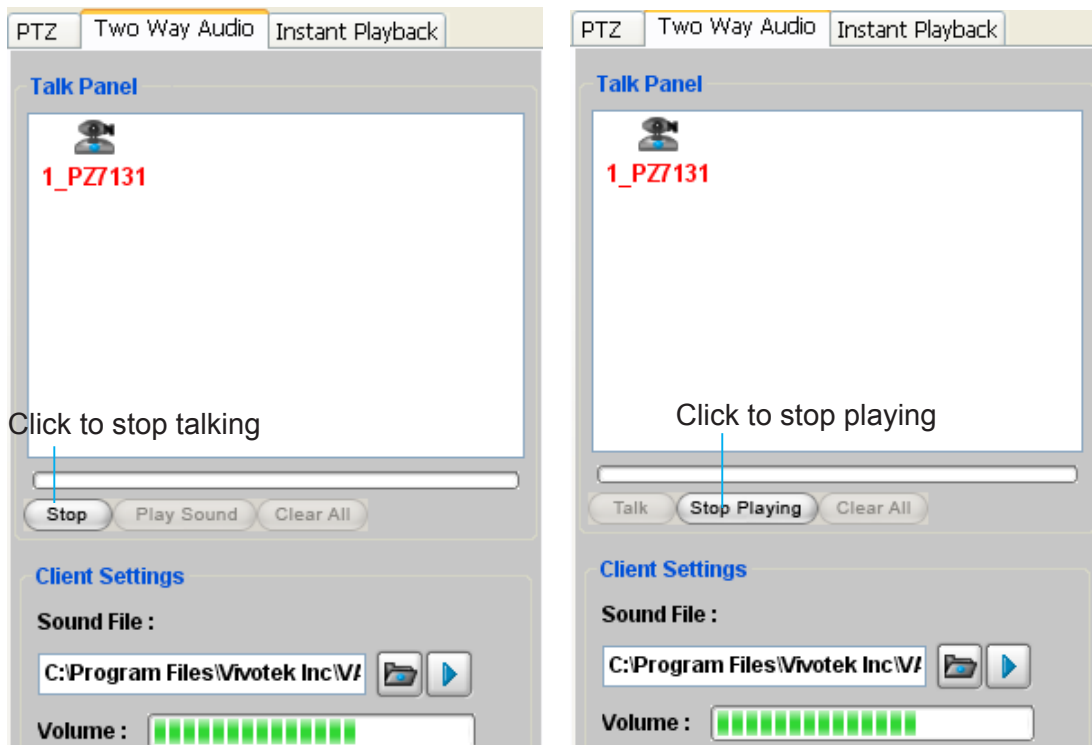 PTZ Two Way Audio Instant Playback
Talk Panel
1_PZ7131
Click to stop talking
Stop Play Sound Clear All
Client Settings
Sound File :
C:\Program Files\Vivotek Inc\VA
Volume :
PTZ Two Way Audio Instant Playback
Talk Panel
1_PZ7131
Click to stop playing
Talk Stop Playing Clear All
Client Settings
Sound File :
C:\Program Files\Vivotek Inc\VA
Volume :